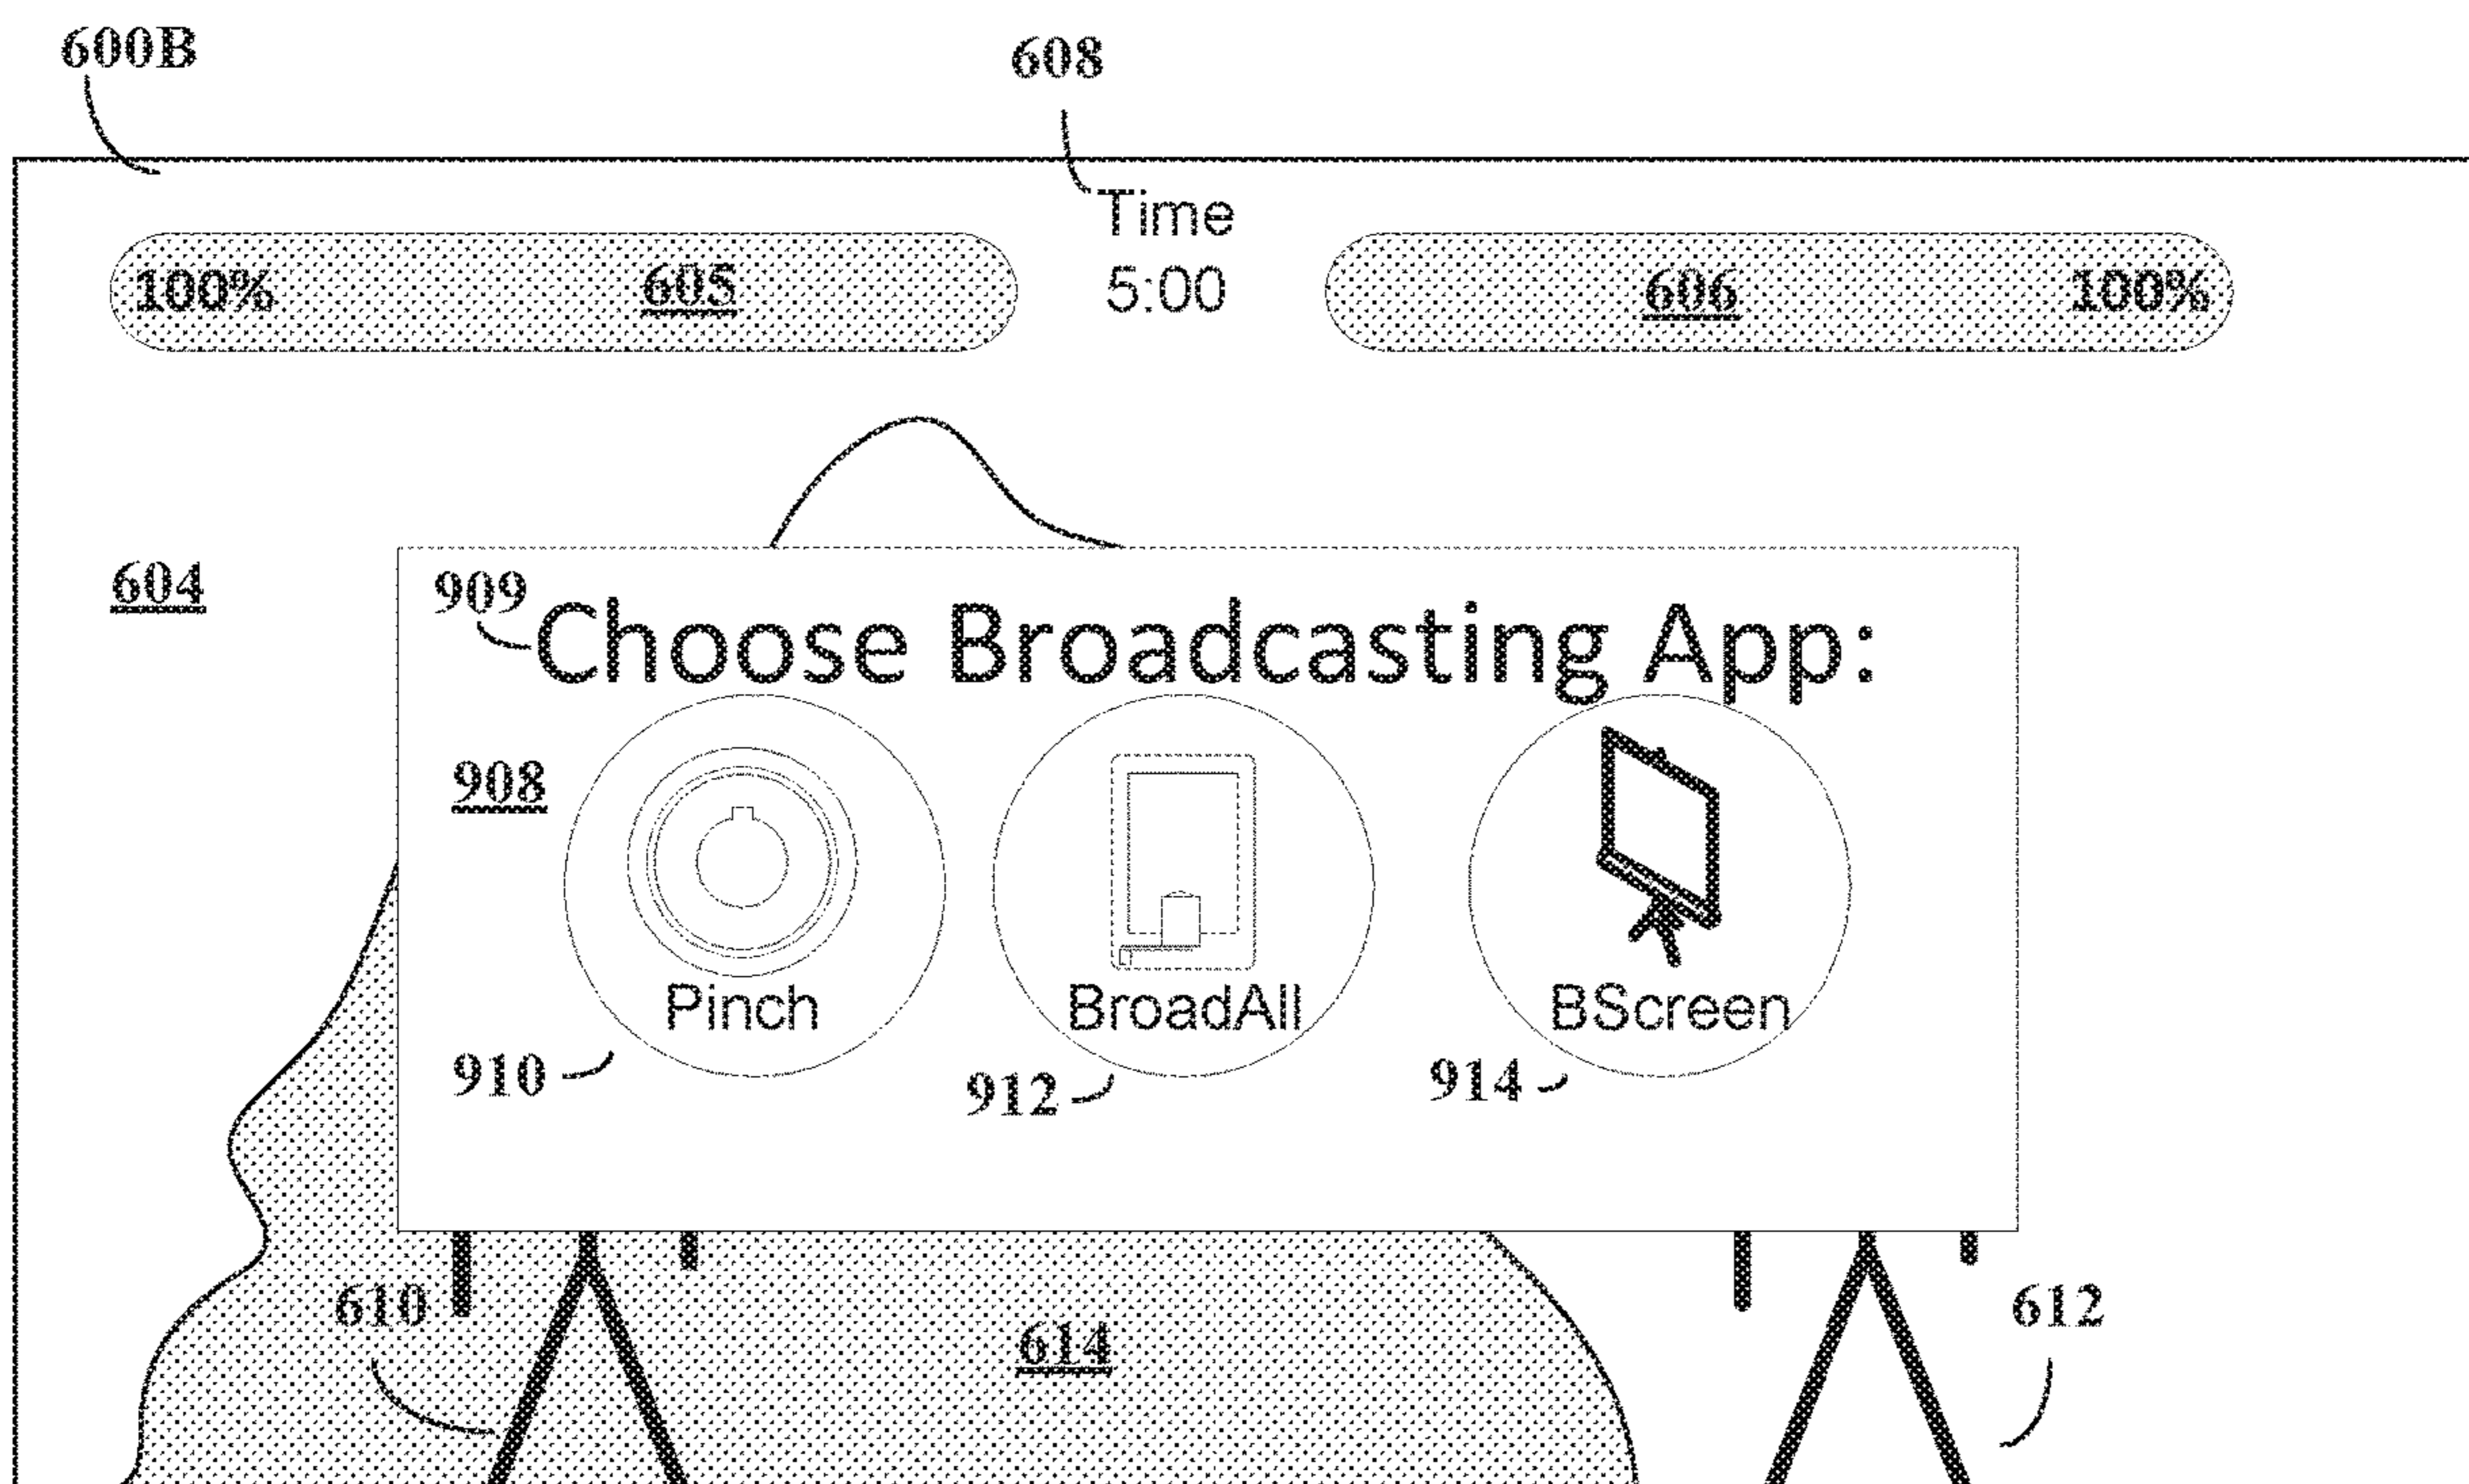 600B
608
Time
100%
605
5:00
606
100%
604
909
Choose Broadcasting App:
908
Pinch
BroadAll
BScreen
910
912
914
610
614
612